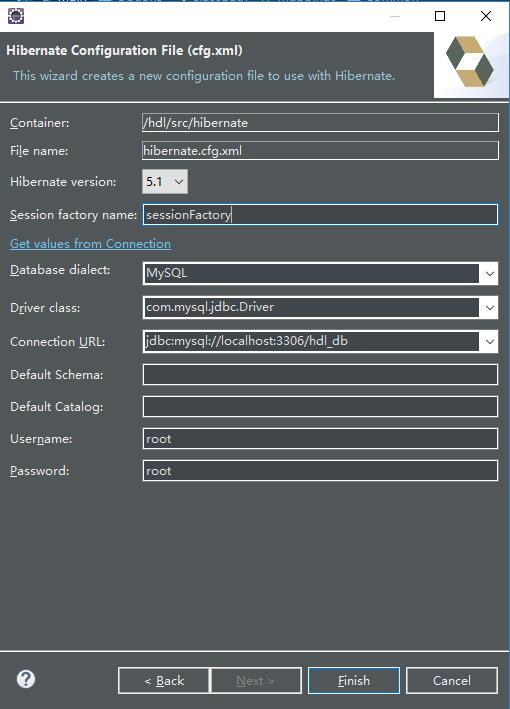 Hibernate Configuration File (cfg.xml)
This wizard creates a new configuration file to use with Hibernate.
Container: /hdl/src/hibernate
File name: hibernate.cfg.xml
Hibernate version: 5.1
Session factory name: sessionFactory
Get values from Connection
Database dialect: MySQL
Driver class: com.mysql.jdbc.Driver
Connection URL: jdbc:mysql://localhost:3306/hdl_db
Default Schema:
Default Catalog:
Username: root
Password: root
? < Back Next > Finish Cancel